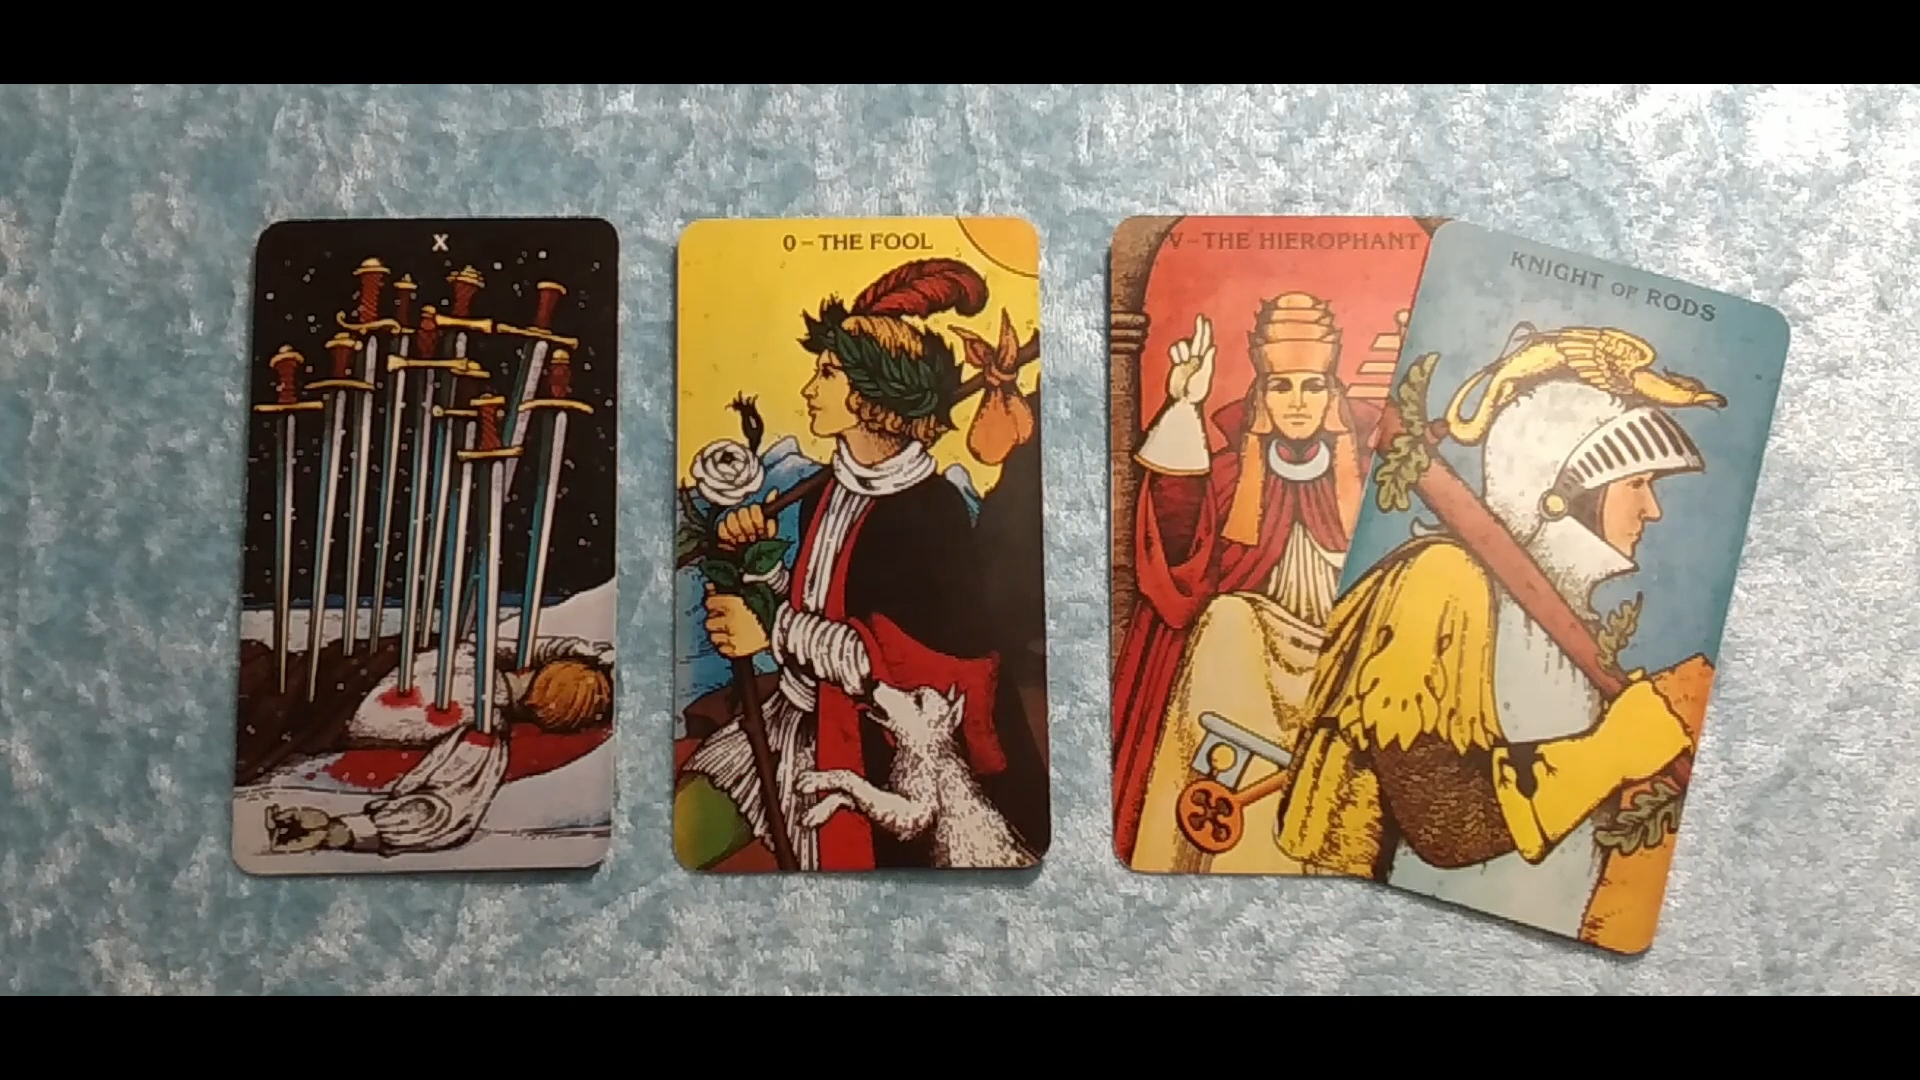 X
0 – THE FOOL
V – THE HIEROPHANT
KNIGHT OF RODS